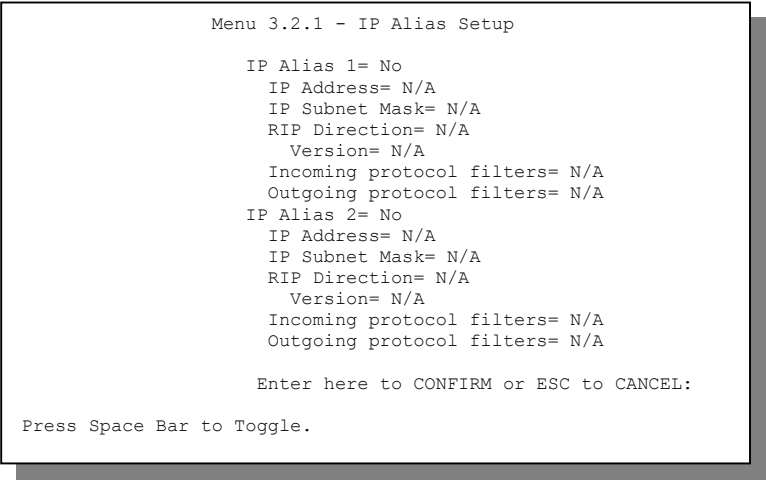 Menu 3.2.1 - IP Alias Setup
IP Alias 1= No
IP Address= N/A
IP Subnet Mask= N/A
RIP Direction= N/A
Version= N/A
Incoming protocol filters= N/A
Outgoing protocol filters= N/A
IP Alias 2= No
IP Address= N/A
IP Subnet Mask= N/A
RIP Direction= N/A
Version= N/A
Incoming protocol filters= N/A
Outgoing protocol filters= N/A
Enter here to CONFIRM or ESC to CANCEL:
Press Space Bar to Toggle.